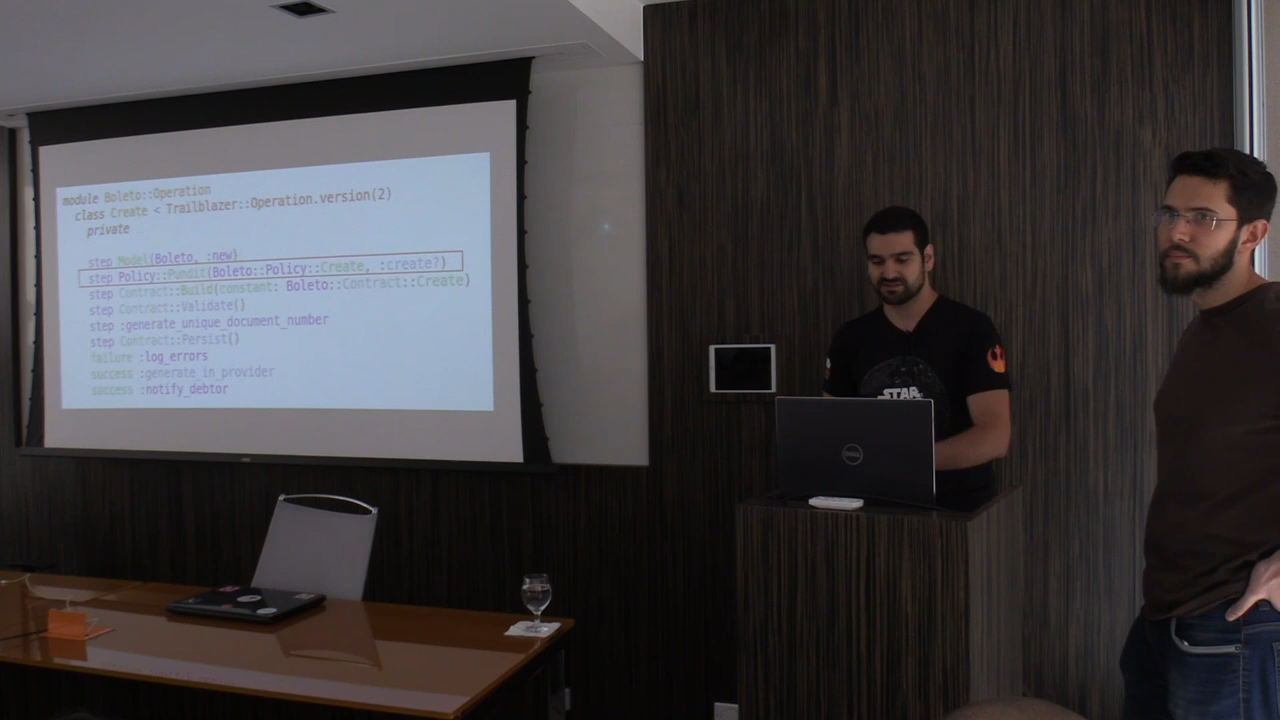 module Boleto::Operation
class Create < Trailblazer::Operation.version(2)
private
step Model(Boleto, :new)
step Policy::Pundit(Boleto::Policy::Create, :create?)
step Contract::Build(constant: Boleto::Contract::Create)
step Contract::Validate()
step :generate_unique_document_number
step Contract::Persist()
failure :log_errors
success :generate_in_provider
success :notify_debtor
STAR
DELL